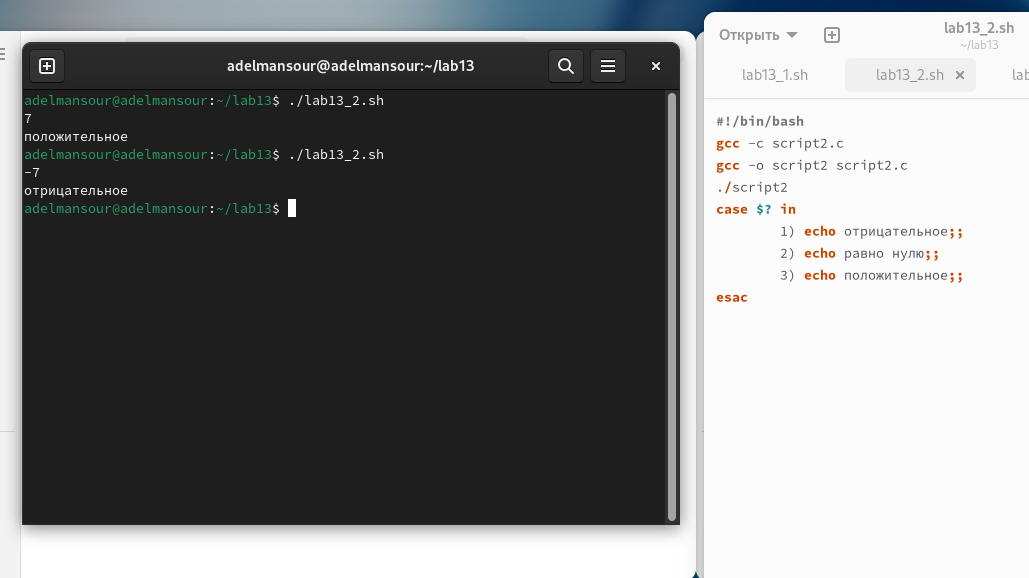 adelmansour@adelmansour:~/lab13
adelmansour@adelmansour:~/lab13$ ./lab13_2.sh
7
положительное
adelmansour@adelmansour:~/lab13$ ./lab13_2.sh
-7
отрицательное
adelmansour@adelmansour:~/lab13$
Открыть
lab13_2.sh
~/lab13
lab13_1.sh
lab13_2.sh
lab
#!/bin/bash
gcc -c script2.c
gcc -o script2 script2.c
./script2
case $? in
1) echo отрицательное;;
2) echo равно нулю;;
3) echo положительное;;
esac